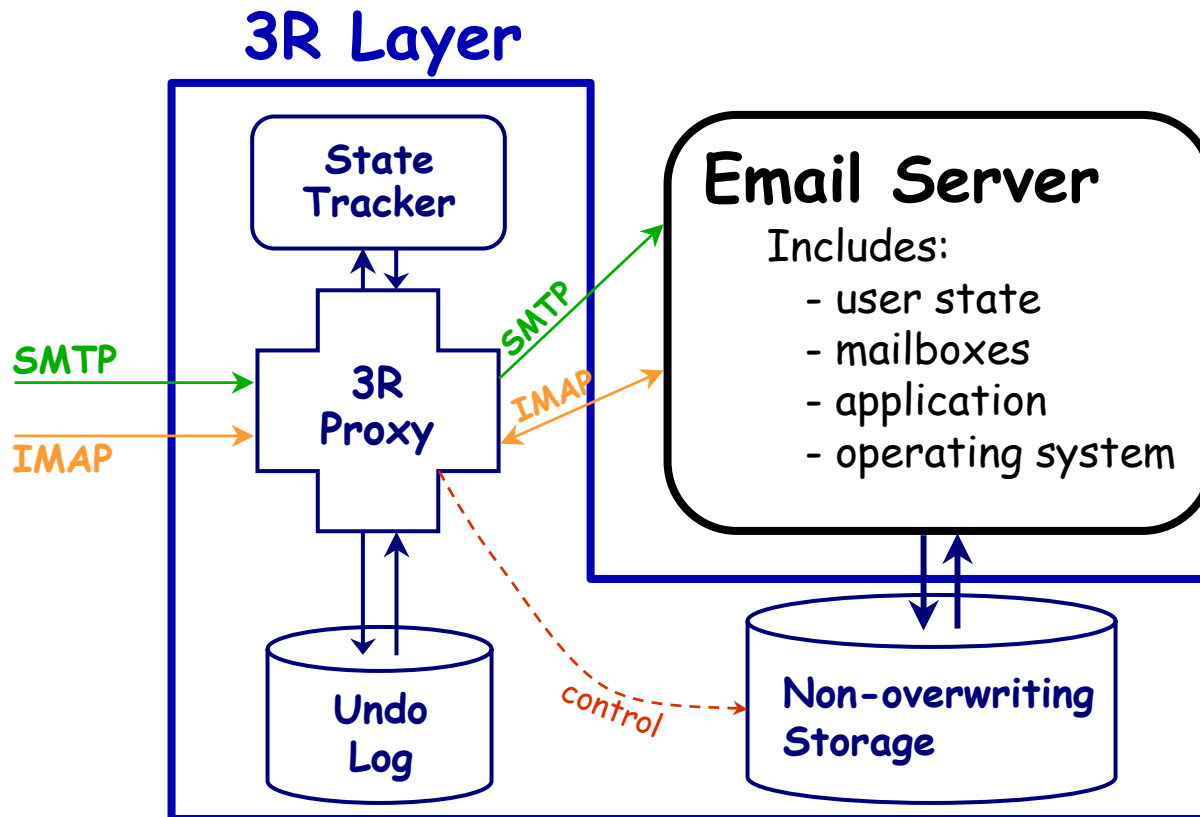 3R Layer
State
Tracker
Email Server
Includes:
- user state
- mailboxes
- application
- operating system
SMTP
SMTP
3R
Proxy
IMAP
IMAP
control
Undo
Log
Non-overwriting
Storage